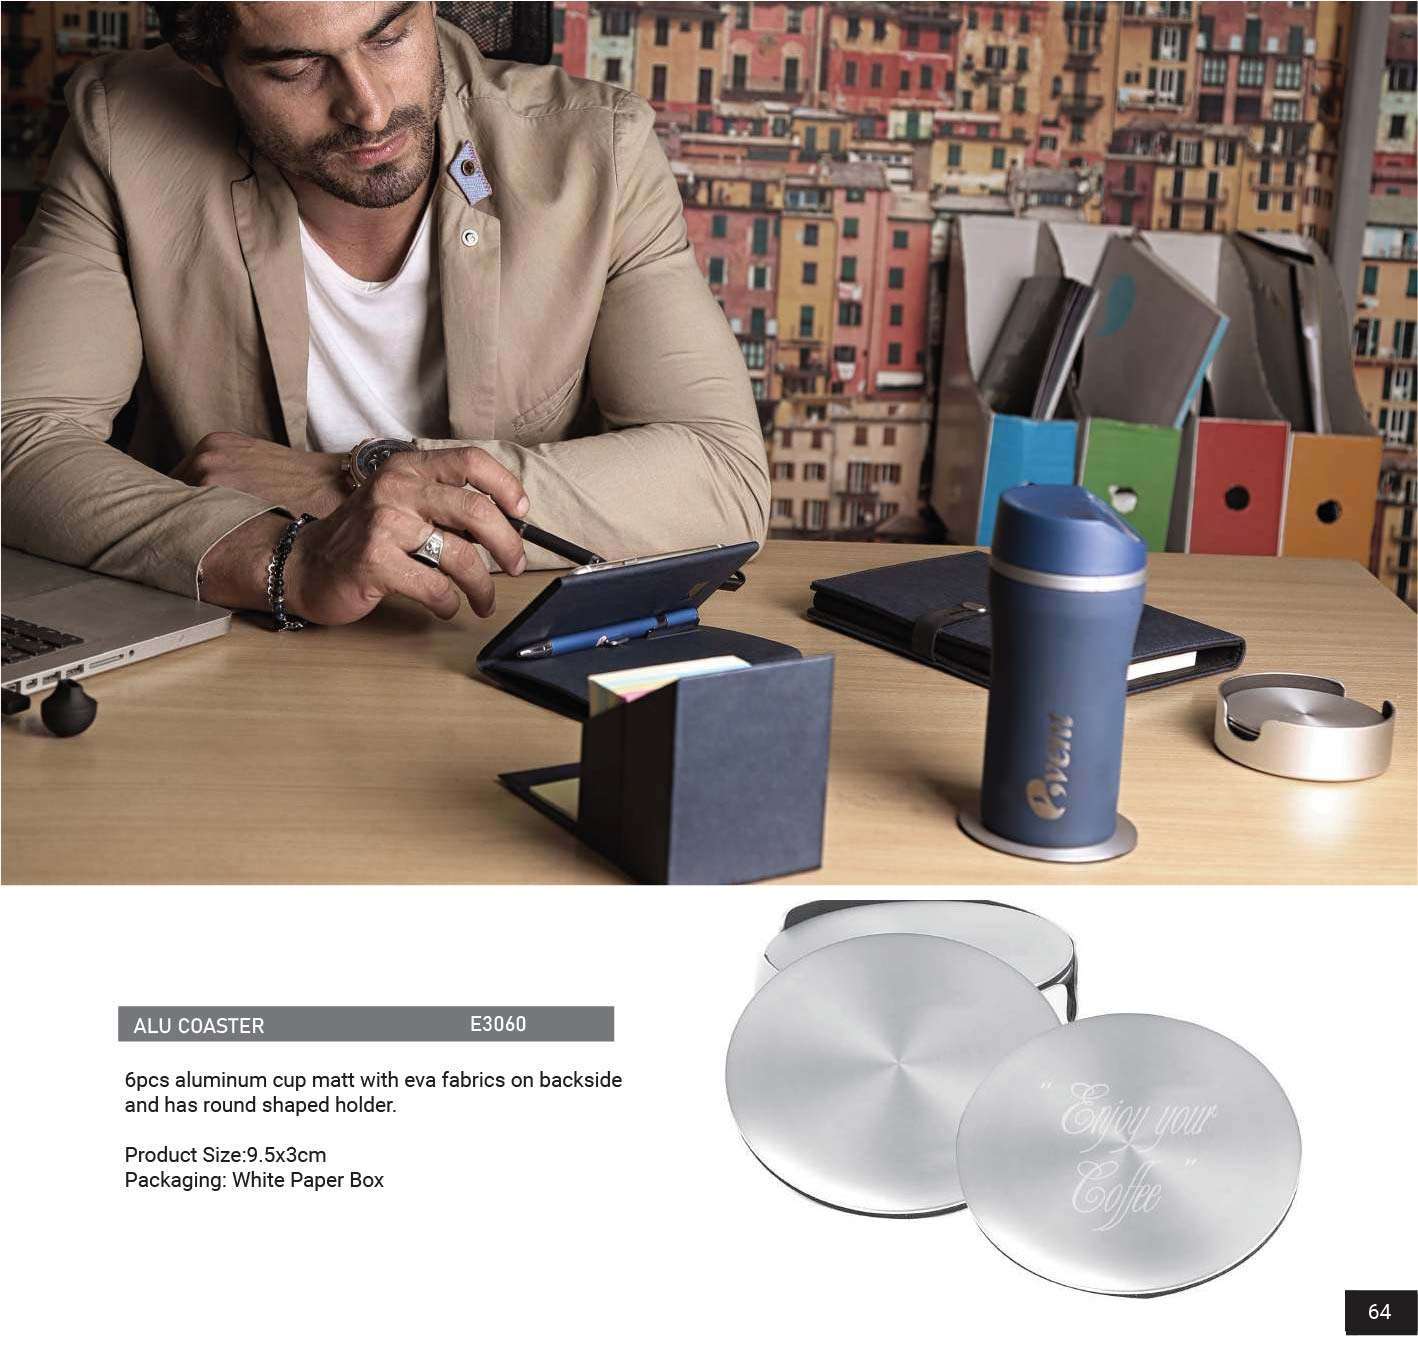 event
ALU COASTER E3060
6pcs aluminum cup matt with eva fabrics on backside
and has round shaped holder.
Product Size:9.5x3cm
Packaging: White Paper Box
“ Enjoy your
Coffee ”
64